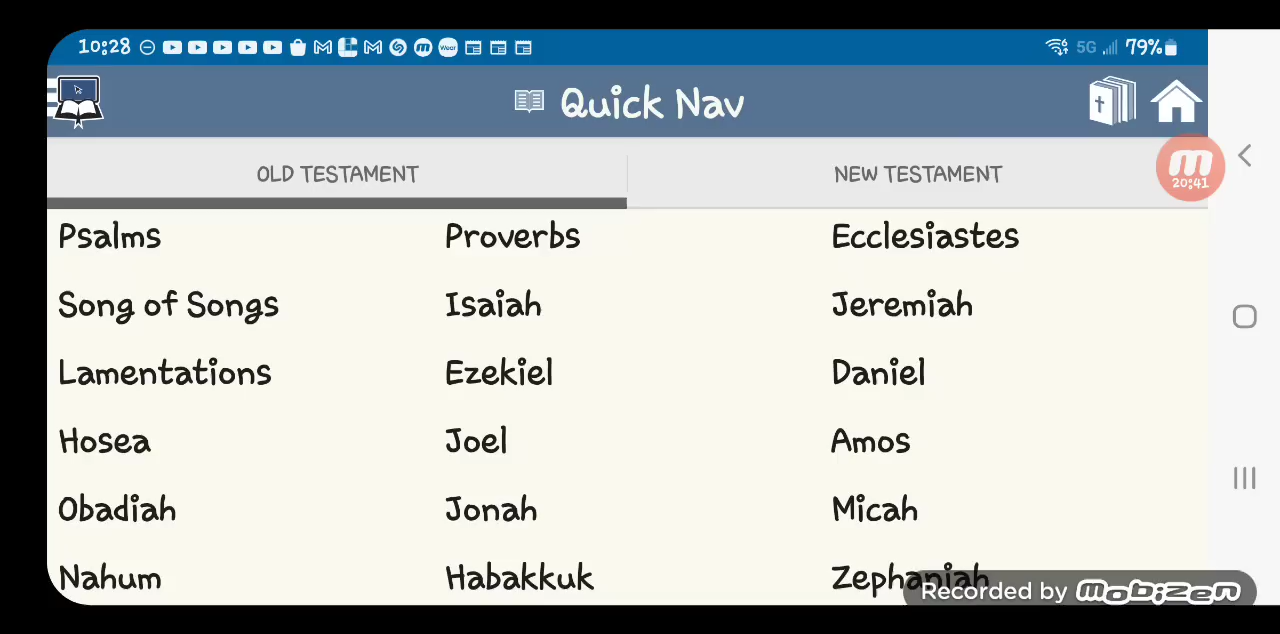 10:28 Wear 5G 79%
Quick Nav
OLD TESTAMENT NEW TESTAMENT
20:41
Psalms Proverbs Ecclesiastes
Song of Songs Isaiah Jeremiah
Lamentations Ezekiel Daniel
Hosea Joel Amos
Obadiah Jonah Micah
Nahum Habakkuk Zephaniah
Recorded by mobizen